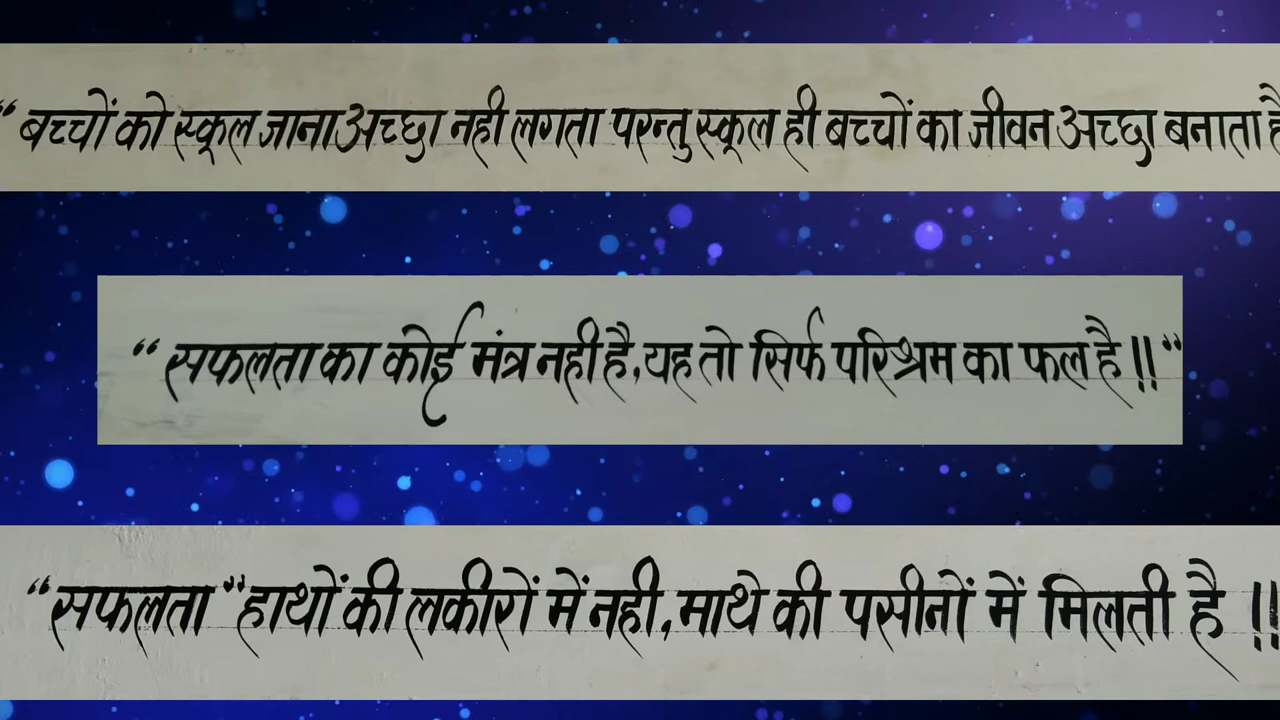 “ बच्चों को स्कूल जाना अच्छा नही लगता परन्तु स्कूल ही बच्चों का जीवन अच्छा बनाता है
“ सफलता का कोई मंत्र नही है, यह तो सिर्फ परिश्रम का फल है !! ”
“ सफलता ” हाथों की लकीरों में नही, माथे की पसीनों में मिलती है !!